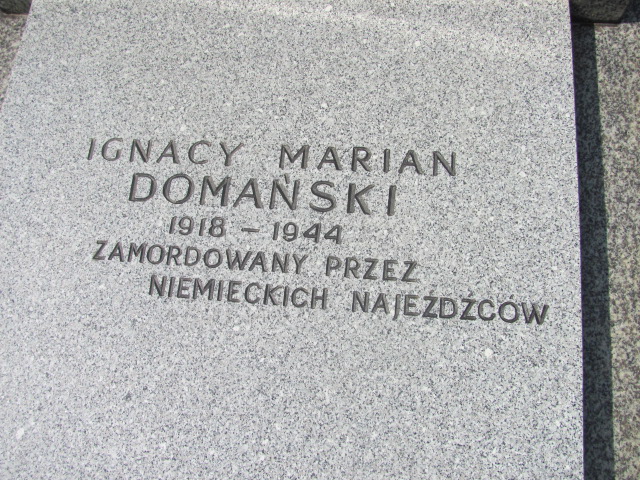 IGNACY MARIAN
DOMAŃSKI
1918 – 1944
ZAMORDOWANY PRZEZ
NIEMIECKICH NAJEŹDŹCÓW